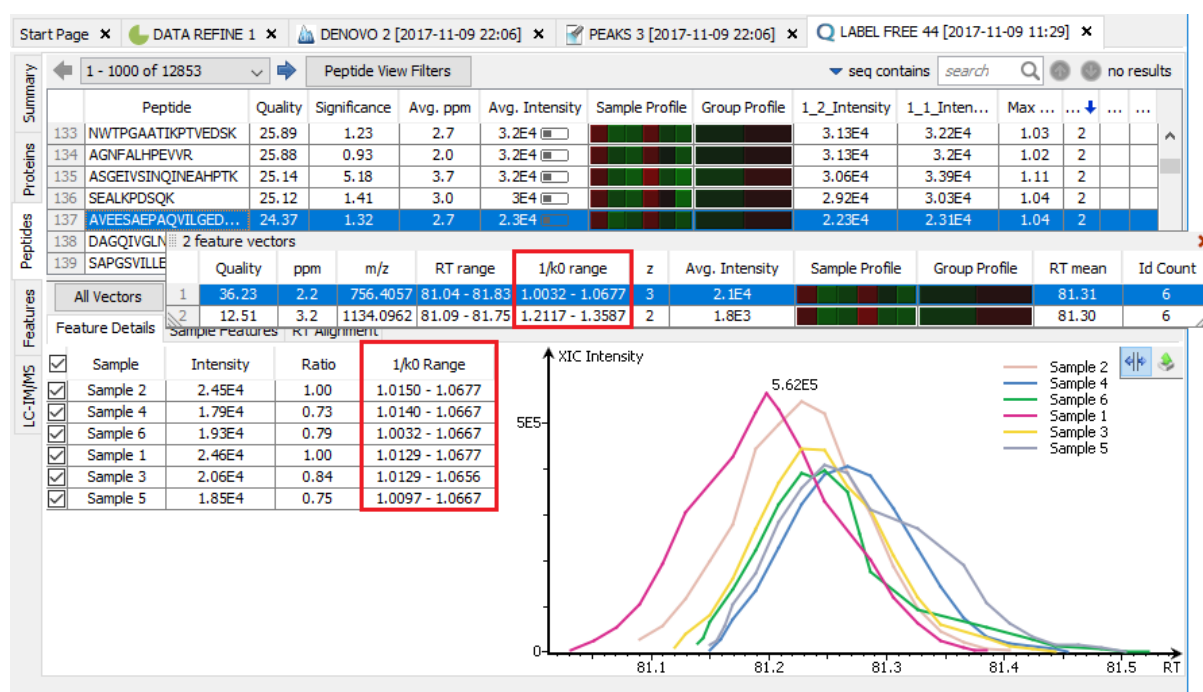 Start Page DATA REFINE 1 DENOVO 2 [2017-11-09 22:06] PEAKS 3 [2017-11-09 22:06] LABEL FREE 44 [2017-11-09 11:29]
1 - 1000 of 12853 Peptide View Filters seq contains search no results
Summary
Proteins
Peptides
Features
LC-IM/MS
Peptide Quality Significance Avg. ppm Avg. Intensity Sample Profile Group Profile 1_2_Intensity 1_1_Inten... Max ... ... ... ...
133 NWTPGAATIKPTVEDSK 25.89 1.23 2.7 3.2E4 3.13E4 3.22E4 1.03 2
134 AGNFALHPEVVR 25.88 0.93 2.0 3.2E4 3.13E4 3.2E4 1.02 2
135 ASGEIVSINQINEAHPTK 25.14 5.18 3.7 3.2E4 3.06E4 3.39E4 1.11 2
136 SEALKPDSQK 25.12 1.41 3.0 3E4 2.92E4 3.03E4 1.04 2
137 AVEESAEPAQVILGED... 24.37 1.32 2.7 2.3E4 2.23E4 2.31E4 1.04 2
138 DAGQIVGLN
139 SAPGSVILLE
2 feature vectors
Quality ppm m/z RT range 1/k0 range z Avg. Intensity Sample Profile Group Profile RT mean Id Count
1 36.23 2.2 756.4057 81.04 - 81.83 1.0032 - 1.0677 3 2.1E4 81.31 6
2 12.51 3.2 1134.0962 81.09 - 81.75 1.2117 - 1.3587 2 1.8E3 81.30 6
All Vectors
Feature Details Sample Features RT Alignment
Sample Intensity Ratio 1/k0 Range
Sample 2 2.45E4 1.00 1.0150 - 1.0677
Sample 4 1.79E4 0.73 1.0140 - 1.0667
Sample 6 1.93E4 0.79 1.0032 - 1.0667
Sample 1 2.46E4 1.00 1.0129 - 1.0677
Sample 3 2.06E4 0.84 1.0129 - 1.0656
Sample 5 1.85E4 0.75 1.0097 - 1.0667
XIC Intensity
5.62E5
5E5
0
Sample 2
Sample 4
Sample 6
Sample 1
Sample 3
Sample 5
81.1 81.2 81.3 81.4 81.5 RT